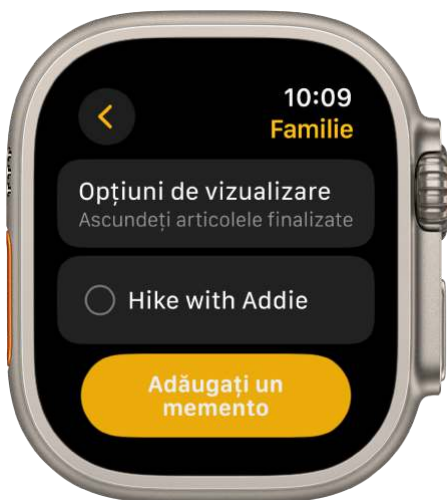 10:09
Familie
Opțiuni de vizualizare
Ascundeți articolele finalizate
Hike with Addie
Adăugați un
memento